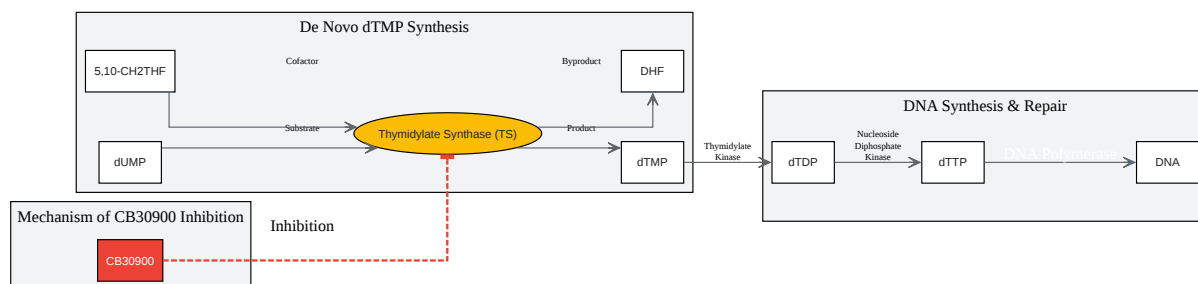 De Novo dTMP Synthesis
5,10-CH2THF
Cofactor
Byproduct
DHF
Substrate
Thymidylate Synthase (TS)
Product
dUMP
dTMP
Thymidylate
Kinase
DNA Synthesis & Repair
dTDP
Nucleoside
Diphosphate
Kinase
dTTP
DNA Polymerase
DNA
Mechanism of CB30900 Inhibition
CB30900
Inhibition